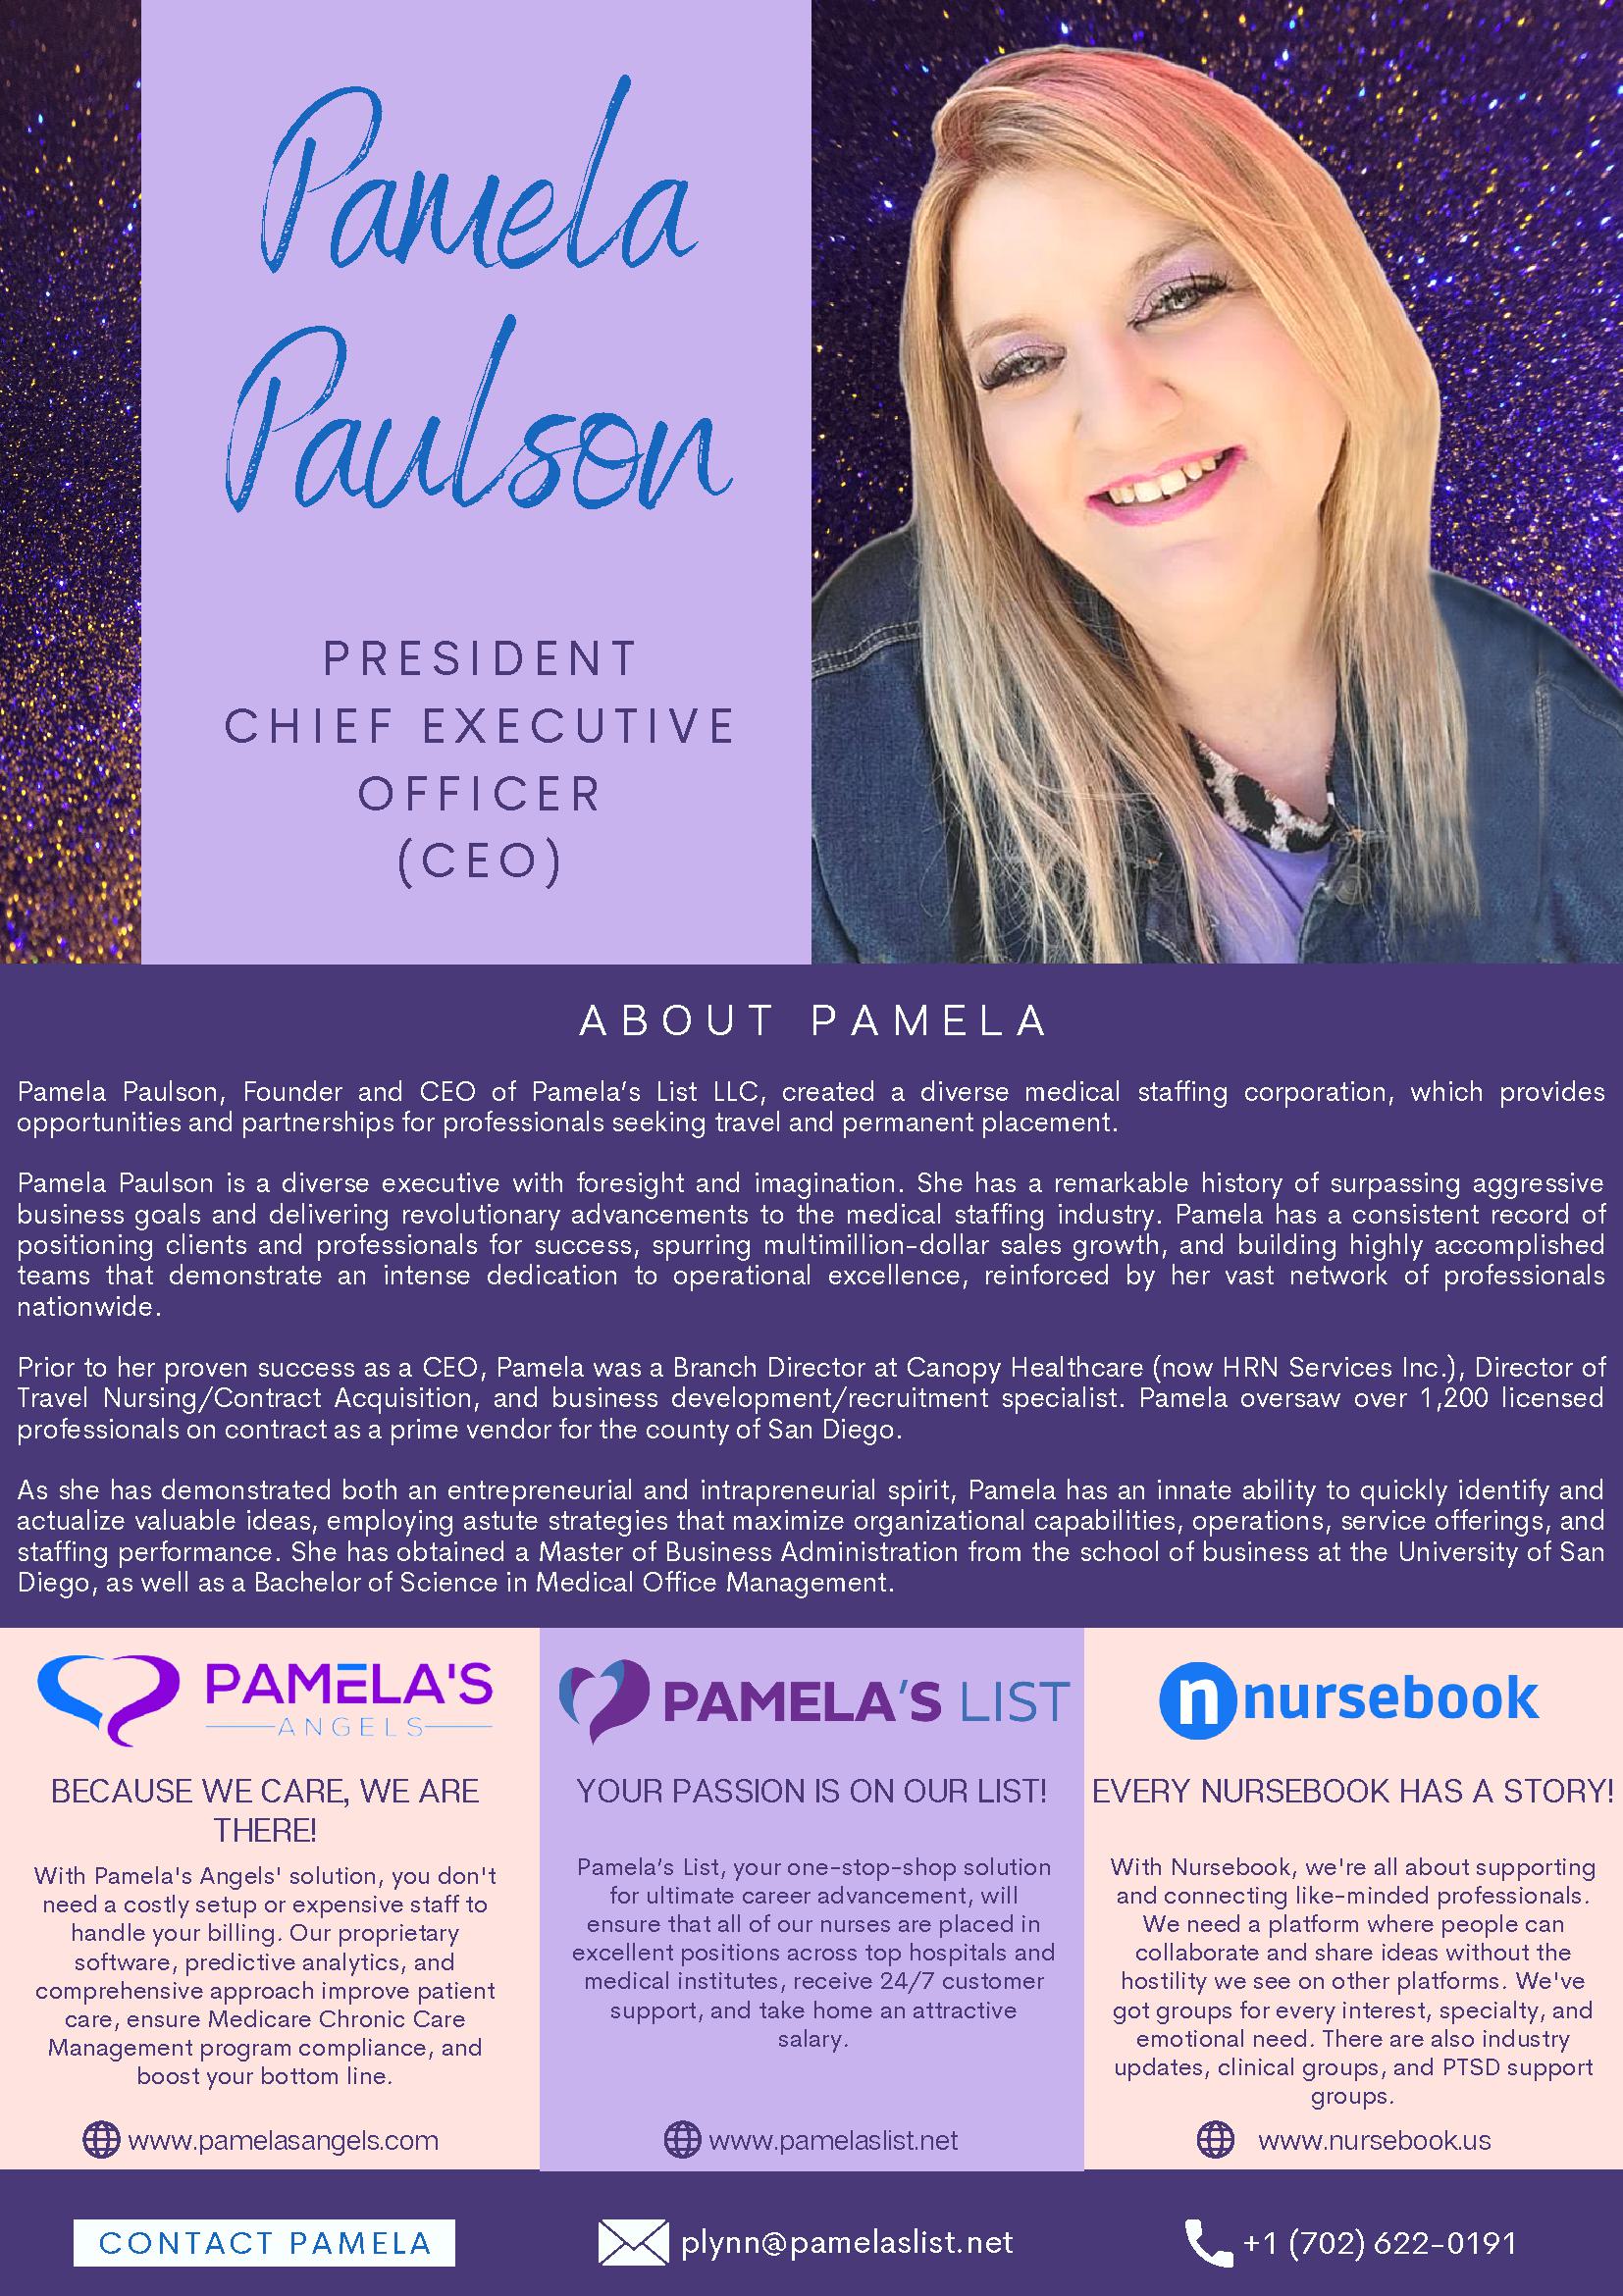 Pamela
Paulson
PRESIDENT
CHIEF EXECUTIVE
OFFICER
(CEO)
ABOUT PAMELA
Pamela Paulson, Founder and CEO of Pamela's List LLC, created a diverse medical staffing corporation, which provides
opportunities and partnerships for professionals seeking travel and permanent placement.
Pamela Paulson is a diverse executive with foresight and imagination. She has a remarkable history of surpassing aggressive
business goals and delivering revolutionary advancements to the medical staffing industry. Pamela has a consistent record of
positioning clients and professionals for success, spurring multimillion-dollar sales growth, and building highly accomplished
teams that demonstrate an intense dedication to operational excellence, reinforced by her vast network of professionals
nationwide.
Prior to her proven success as a CEO, Pamela was a Branch Director at Canopy Healthcare (now HRN Services Inc.), Director of
Travel Nursing/Contract Acquisition, and business development/recruitment specialist. Pamela oversaw over 1,200 licensed
professionals on contract as a prime vendor for the county of San Diego.
As she has demonstrated both an entrepreneurial and intrapreneurial spirit, Pamela has an innate ability to quickly identify and
actualize valuable ideas, employing astute strategies that maximize organizational capabilities, operations, service offerings, and
staffing performance. She has obtained a Master of Business Administration from the school of business at the University of San
Diego, as well as a Bachelor of Science in Medical Office Management.
PAMELA'S
ANGELS
BECAUSE WE CARE, WE ARE
THERE!
With Pamela's Angels' solution, you don't
need a costly setup or expensive staff to
handle your billing. Our proprietary
software, predictive analytics, and
comprehensive approach improve patient
care, ensure Medicare Chronic Care
Management program compliance, and
boost your bottom line.
www.pamelasangels.com
PAMELA'S LIST
YOUR PASSION IS ON OUR LIST!
Pamela's List, your one-stop-shop solution
for ultimate career advancement, will
ensure that all of our nurses are placed in
excellent positions across top hospitals and
medical institutes, receive 24/7 customer
support, and take home an attractive
salary.
www.pamelaslist.net
n nursebook
EVERY NURSEBOOK HAS A STORY!
With Nursebook, we're all about supporting
and connecting like-minded professionals.
We need a platform where people can
collaborate and share ideas without the
hostility we see on other platforms. We've
got groups for every interest, specialty, and
emotional need. There are also industry
updates, clinical groups, and PTSD support
groups.
www.nursebook.us
CONTACT PAMELA
plynn@pamelaslist.net
+1 (702) 622-0191